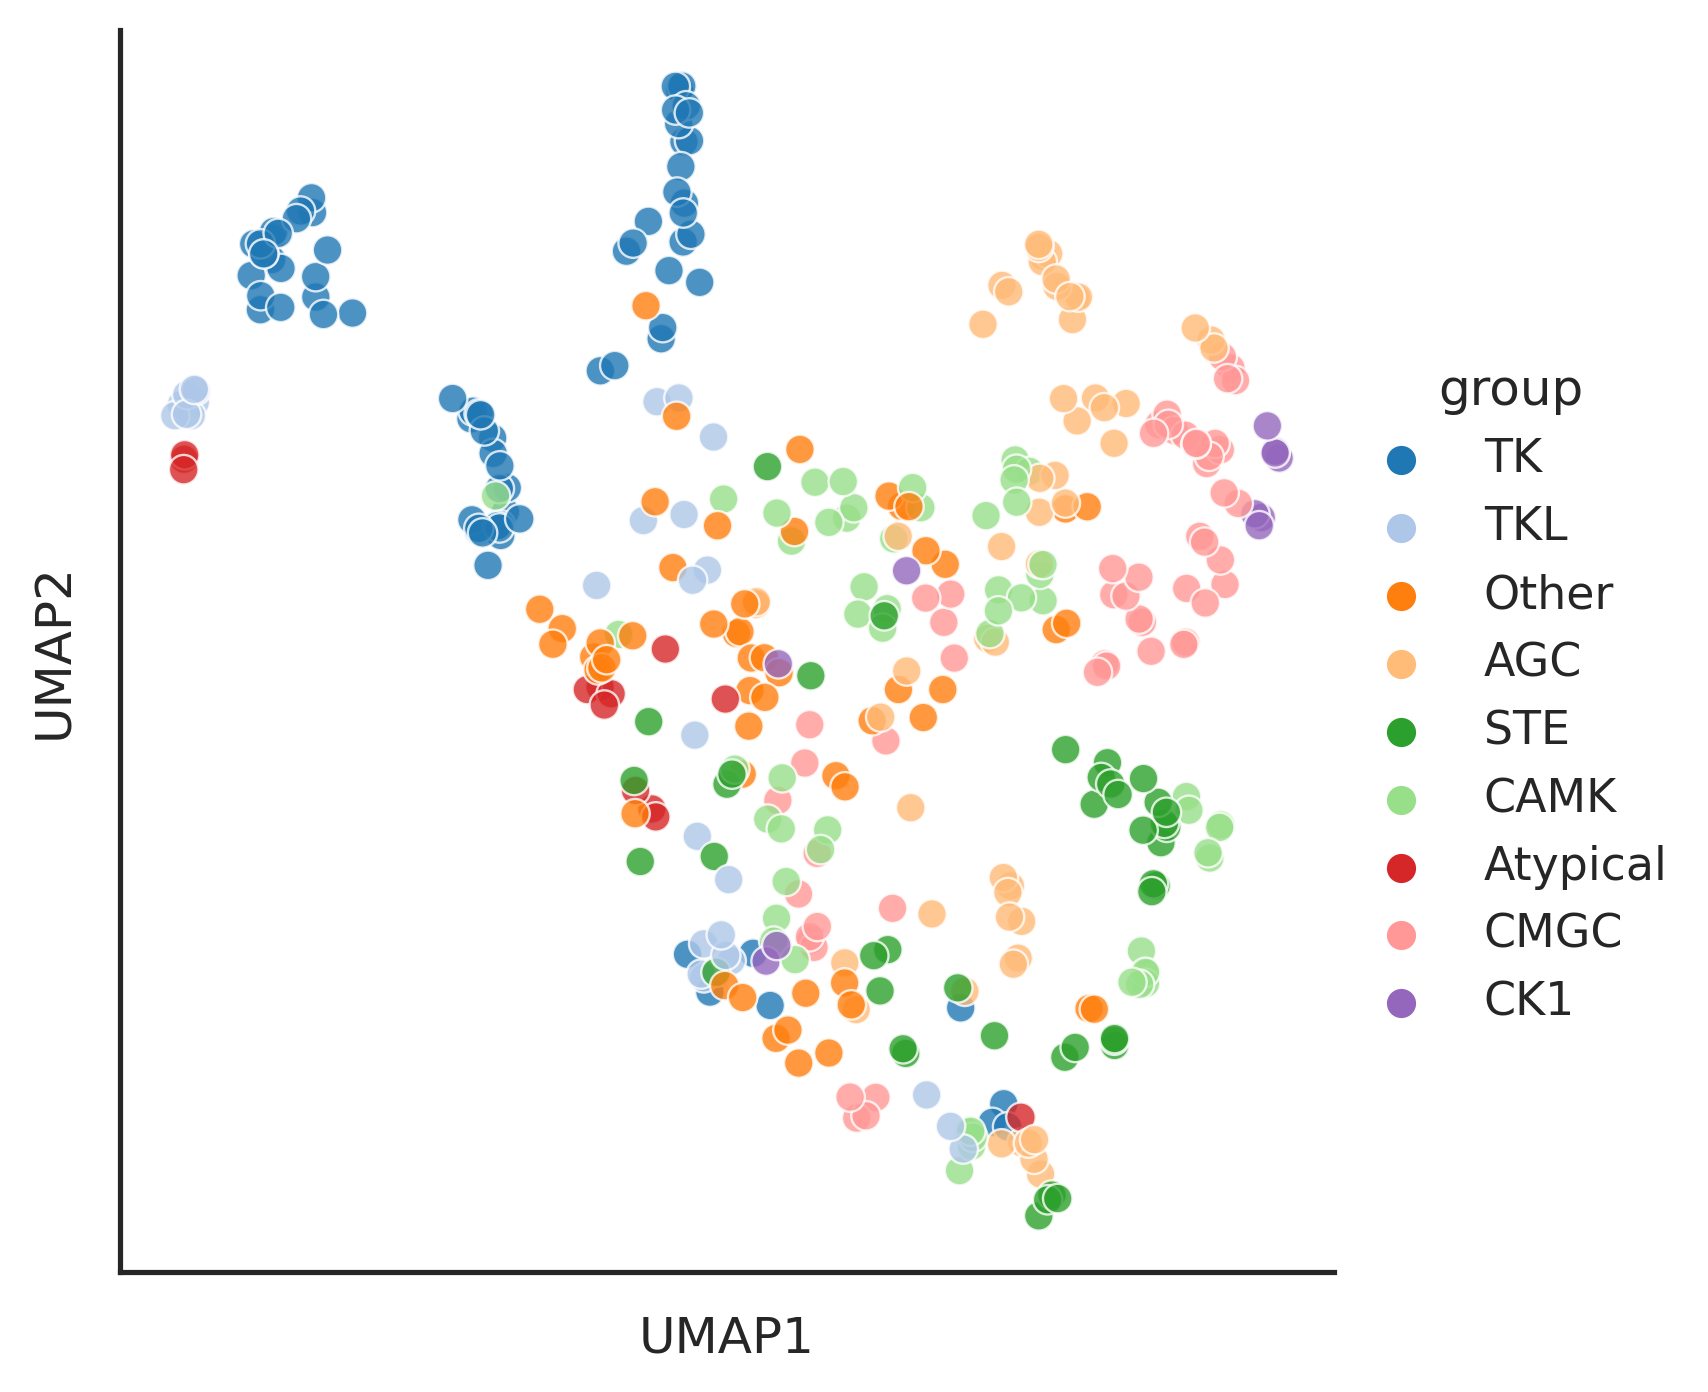 UMAP2
UMAP1
group
TK
TKL
Other
AGC
STE
CAMK
Atypical
CMGC
CK1